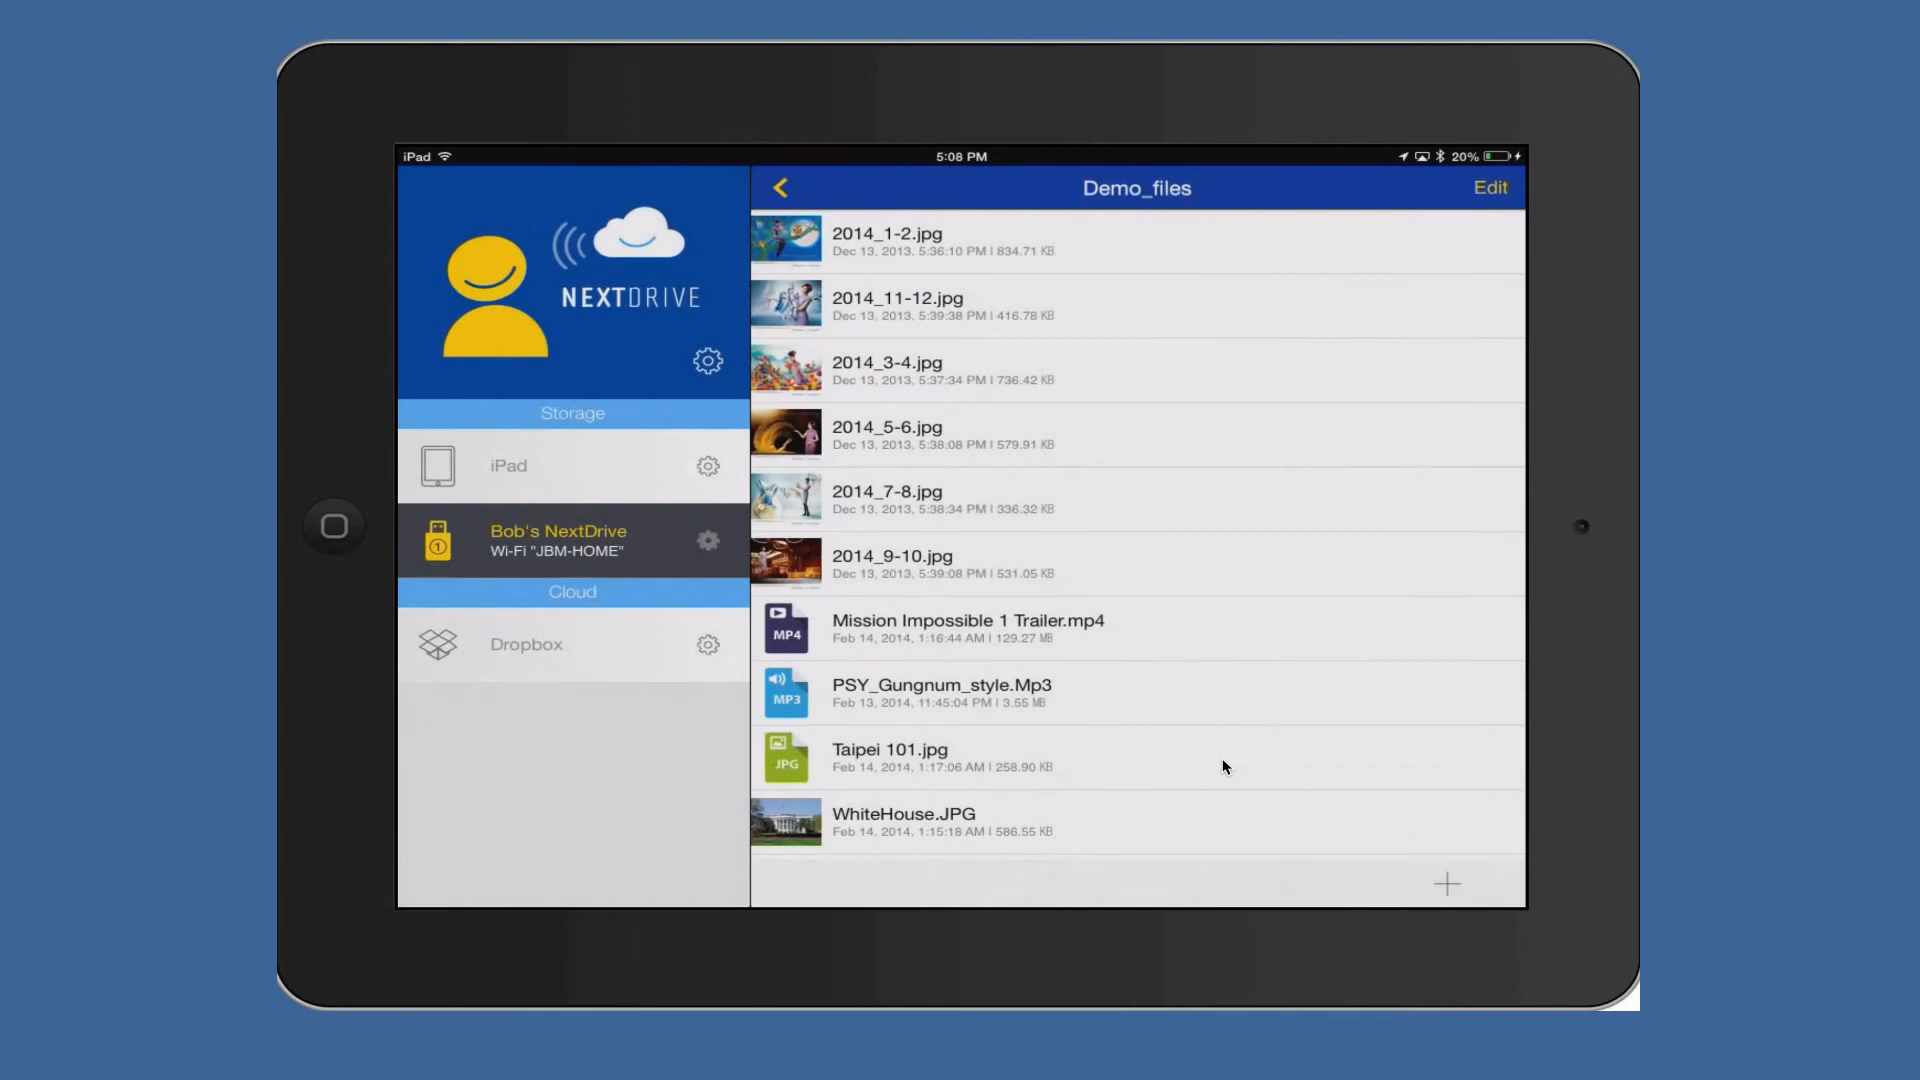 iPad
5:08 PM
20%
NEXTDRIVE
Storage
iPad
1
Bob's NextDrive
Wi-Fi "JBM-HOME"
Cloud
Dropbox
Demo_files
Edit
2014_1-2.jpg
Dec 13, 2013, 5:36:10 PM | 834.71 KB
2014_11-12.jpg
Dec 13, 2013, 5:39:38 PM | 416.78 KB
2014_3-4.jpg
Dec 13, 2013, 5:37:34 PM | 736.42 KB
2014_5-6.jpg
Dec 13, 2013, 5:38:08 PM | 579.91 KB
2014_7-8.jpg
Dec 13, 2013, 5:38:34 PM | 336.32 KB
2014_9-10.jpg
Dec 13, 2013, 5:39:08 PM | 531.05 KB
MP4
Mission Impossible 1 Trailer.mp4
Feb 14, 2014, 1:16:44 AM | 129.27 MB
MP3
PSY_Gungnum_style.Mp3
Feb 13, 2014, 11:45:04 PM | 3.55 MB
JPG
Taipei 101.jpg
Feb 14, 2014, 1:17:06 AM | 258.90 KB
WhiteHouse.JPG
Feb 14, 2014, 1:15:18 AM | 586.55 KB